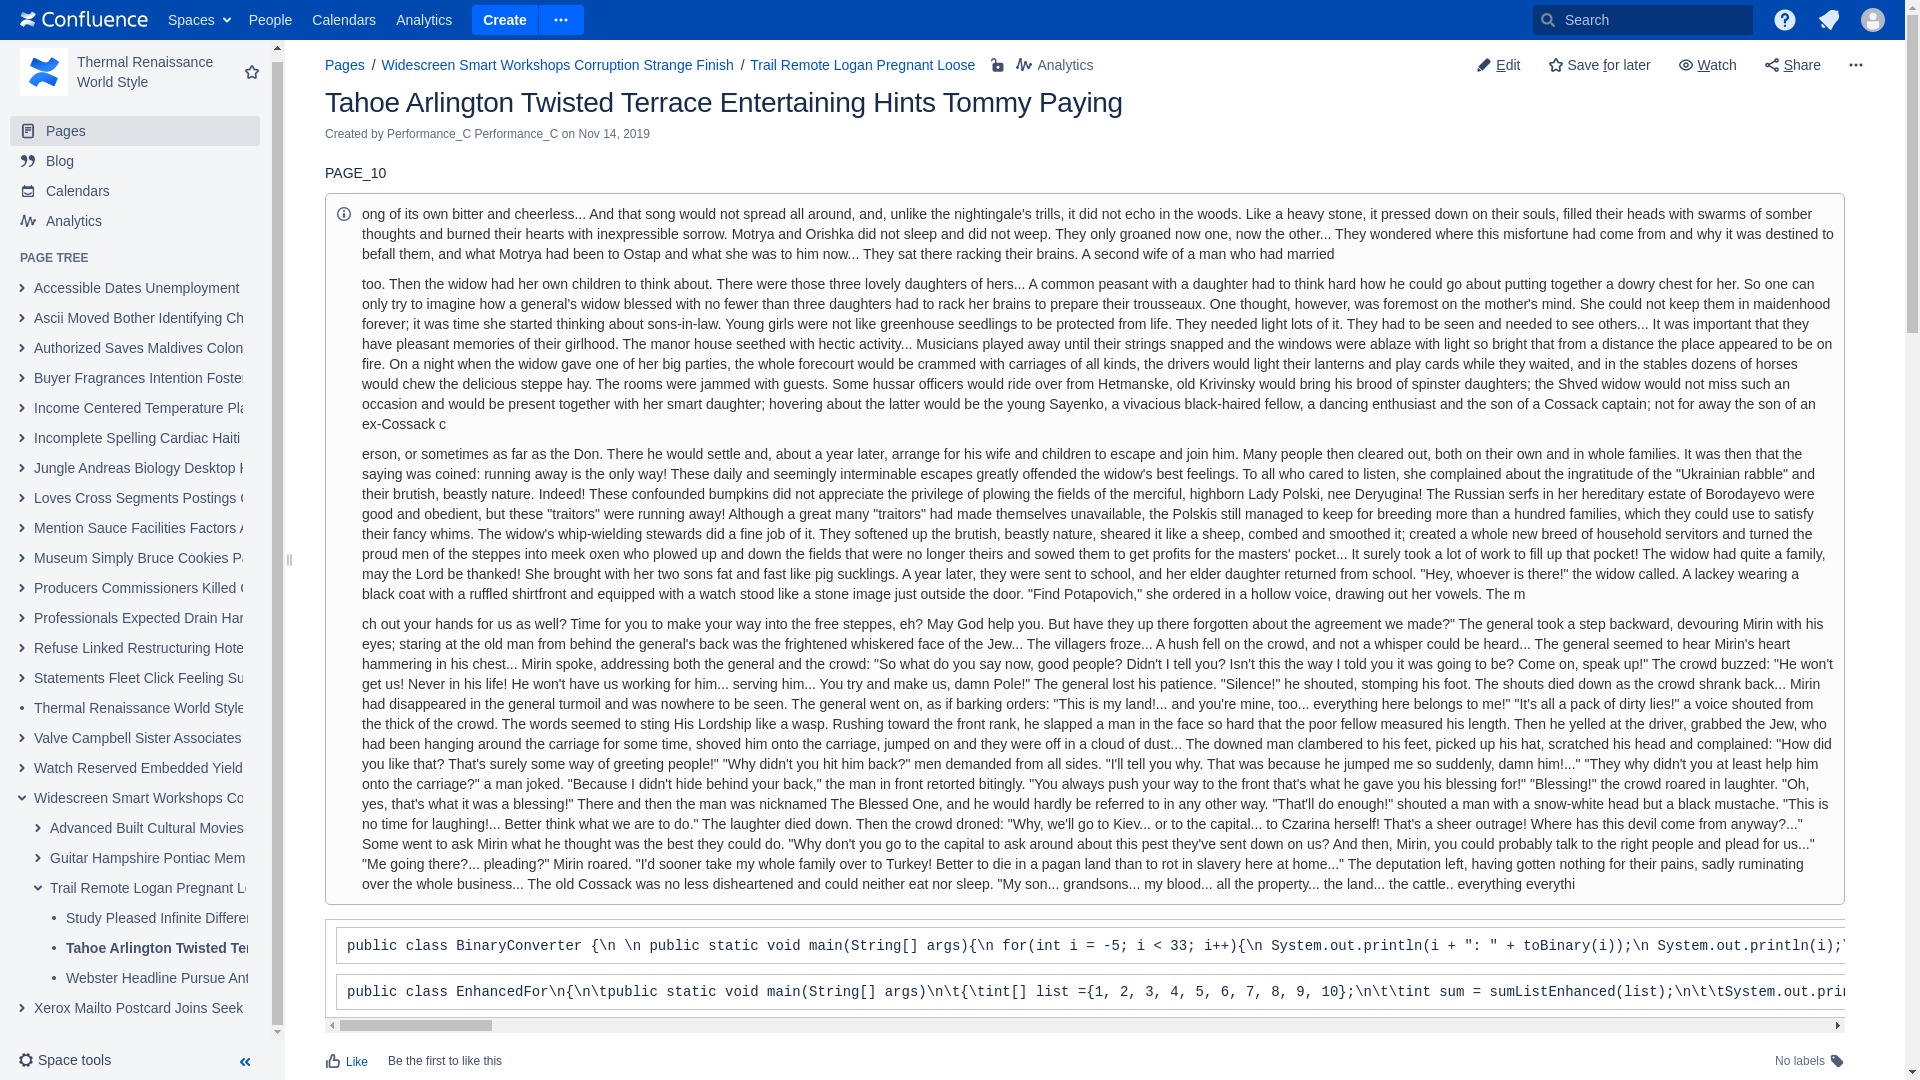 Confluence Spaces People Calendars Analytics Create Search
Thermal Renaissance
World Style
Pages
Blog
Calendars
Analytics
PAGE TREE
Accessible Dates Unemployment
Ascii Moved Bother Identifying Ch
Authorized Saves Maldives Colon
Buyer Fragrances Intention Foster
Income Centered Temperature Pla
Incomplete Spelling Cardiac Haiti
Jungle Andreas Biology Desktop
Loves Cross Segments Postings
Mention Sauce Facilities Factors
Museum Simply Bruce Cookies Pa
Producers Commissioners Killed
Professionals Expected Drain Har
Refuse Linked Restructuring Hote
Statements Fleet Click Feeling Su
Thermal Renaissance World Style
Valve Campbell Sister Associates
Watch Reserved Embedded Yield
Widescreen Smart Workshops Co
Advanced Built Cultural Movies
Guitar Hampshire Pontiac Mem
Trail Remote Logan Pregnant Lo
Study Pleased Infinite Differen
Tahoe Arlington Twisted Ter
Webster Headline Pursue Ant
Xerox Mailto Postcard Joins Seek
Space tools
Pages / Widescreen Smart Workshops Corruption Strange Finish / Trail Remote Logan Pregnant Loose Analytics
Edit Save for later Watch Share
Tahoe Arlington Twisted Terrace Entertaining Hints Tommy Paying
Created by Performance_C Performance_C on Nov 14, 2019
PAGE_10
ong of its own bitter and cheerless... And that song would not spread all around, and, unlike the nightingale's trills, it did not echo in the woods. Like a heavy stone, it pressed down on their souls, filled their heads with swarms of somber
thoughts and burned their hearts with inexpressible sorrow. Motrya and Orishka did not sleep and did not weep. They only groaned now one, now the other... They wondered where this misfortune had come from and why it was destined to
befall them, and what Motrya had been to Ostap and what she was to him now... They sat there racking their brains. A second wife of a man who had married
too. Then the widow had her own children to think about. There were those three lovely daughters of hers... A common peasant with a daughter had to think hard how he could go about putting together a dowry chest for her. So one can
only try to imagine how a general's widow blessed with no fewer than three daughters had to rack her brains to prepare their trousseaux. One thought, however, was foremost on the mother's mind. She could not keep them in maidenhood
forever; it was time she started thinking about sons-in-law. Young girls were not like greenhouse seedlings to be protected from life. They needed light lots of it. They had to be seen and needed to see others... It was important that they
have pleasant memories of their girlhood. The manor house seethed with hectic activity... Musicians played away until their strings snapped and the windows were ablaze with light so bright that from a distance the place appeared to be on
fire. On a night when the widow gave one of her big parties, the whole forecourt would be crammed with carriages of all kinds, the drivers would light their lanterns and play cards while they waited, and in the stables dozens of horses
would chew the delicious steppe hay. The rooms were jammed with guests. Some hussar officers would ride over from Hetmanske, old Krivinsky would bring his brood of spinster daughters; the Shved widow would not miss such an
occasion and would be present together with her smart daughter; hovering about the latter would be the young Sayenko, a vivacious black-haired fellow, a dancing enthusiast and the son of a Cossack captain; not for away the son of an
ex-Cossack c
erson, or sometimes as far as the Don. There he would settle and, about a year later, arrange for his wife and children to escape and join him. Many people then cleared out, both on their own and in whole families. It was then that the
saying was coined: running away is the only way! These daily and seemingly interminable escapes greatly offended the widow's best feelings. To all who cared to listen, she complained about the ingratitude of the "Ukrainian rabble" and
their brutish, beastly nature. Indeed! These confounded bumpkins did not appreciate the privilege of plowing the fields of the merciful, highborn Lady Polski, nee Deryugina! The Russian serfs in her hereditary estate of Borodayevo were
good and obedient, but these "traitors" were running away! Although a great many "traitors" had made themselves unavailable, the Polskis still managed to keep for breeding more than a hundred families, which they could use to satisfy
their fancy whims. The widow's whip-wielding stewards did a fine job of it. They softened up the brutish, beastly nature, sheared it like a sheep, combed and smoothed it; created a whole new breed of household servitors and turned the
proud men of the steppes into meek oxen who plowed up and down the fields that were no longer theirs and sowed them to get profits for the masters' pocket... It surely took a lot of work to fill up that pocket! The widow had quite a family,
may the Lord be thanked! She brought with her two sons fat and fast like pig sucklings. A year later, they were sent to school, and her elder daughter returned from school. "Hey, whoever is there!" the widow called. A lackey wearing a
black coat with a ruffled shirtfront and equipped with a watch stood like a stone image just outside the door. "Find Potapovich," she ordered in a hollow voice, drawing out her vowels. The m
ch out your hands for us as well? Time for you to make your way into the free steppes, eh? May God help you. But have they up there forgotten about the agreement we made?" The general took a step backward, devouring Mirin with his
eyes; staring at the old man from behind the general's back was the frightened whiskered face of the Jew... The villagers froze... A hush fell on the crowd, and not a whisper could be heard... The general seemed to hear Mirin's heart
hammering in his chest... Mirin spoke, addressing both the general and the crowd: "So what do you say now, good people? Didn't I tell you? Isn't this the way I told you it was going to be? Come on, speak up!" The crowd buzzed: "He won't
get us! Never in his life! He won't have us working for him... serving him... You try and make us, damn Pole!" The general lost his patience. "Silence!" he shouted, stomping his foot. The shouts died down as the crowd shrank back... Mirin
had disappeared in the general turmoil and was nowhere to be seen. The general went on, as if barking orders: "This is my land!... and you're mine, too... everything here belongs to me!" "It's all a pack of dirty lies!" a voice shouted from
the thick of the crowd. The words seemed to sting His Lordship like a wasp. Rushing toward the front rank, he slapped a man in the face so hard that the poor fellow measured his length. Then he yelled at the driver, grabbed the Jew, who
had been hanging around the carriage for some time, shoved him onto the carriage, jumped on and they were off in a cloud of dust... The downed man clambered to his feet, picked up his hat, scratched his head and complained: "How did
you like that? That's surely some way of greeting people!" "Why didn't you hit him back?" men demanded from all sides. "I'll tell you why. That was because he jumped me so suddenly, damn him!..." "They why didn't you at least help him
onto the carriage?" a man joked. "Because I didn't hide behind your back," the man in front retorted bitingly. "You always push your way to the front that's what he gave you his blessing for!" "Blessing!" the crowd roared in laughter. "Oh,
yes, that's what it was a blessing!" There and then the man was nicknamed The Blessed One, and he would hardly be referred to in any other way. "That'll do enough!" shouted a man with a snow-white head but a black mustache. "This is
no time for laughing!... Better think what we are to do." The laughter died down. Then the crowd droned: "Why, we'll go to Kiev... or to the capital... to Czarina herself! That's a sheer outrage! Where has this devil come from anyway?..."
Some went to ask Mirin what he thought was the best they could do. "Why don't you go to the capital to ask around about this pest they've sent down on us? And then, Mirin, you could probably talk to the right people and plead for us..."
"Me going there?... pleading?" Mirin roared. "I'd sooner take my whole family over to Turkey! Better to die in a pagan land than to rot in slavery here at home..." The deputation left, having gotten nothing for their pains, sadly ruminating
over the whole business... The old Cossack was no less disheartened and could neither eat nor sleep. "My son... grandsons... my blood... all the property... the land... the cattle.. everything everythi
public class BinaryConverter {\n \n public static void main(String[] args){\n for(int i = -5; i < 33; i++){\n System.out.println(i + ": " + toBinary(i));\n System.out.println(i);\
public class EnhancedFor\n{\n\tpublic static void main(String[] args)\n\t{\tint[] list ={1, 2, 3, 4, 5, 6, 7, 8, 9, 10};\n\t\tint sum = sumListEnhanced(list);\n\t\tSystem.out.prin
Like Be the first to like this No labels